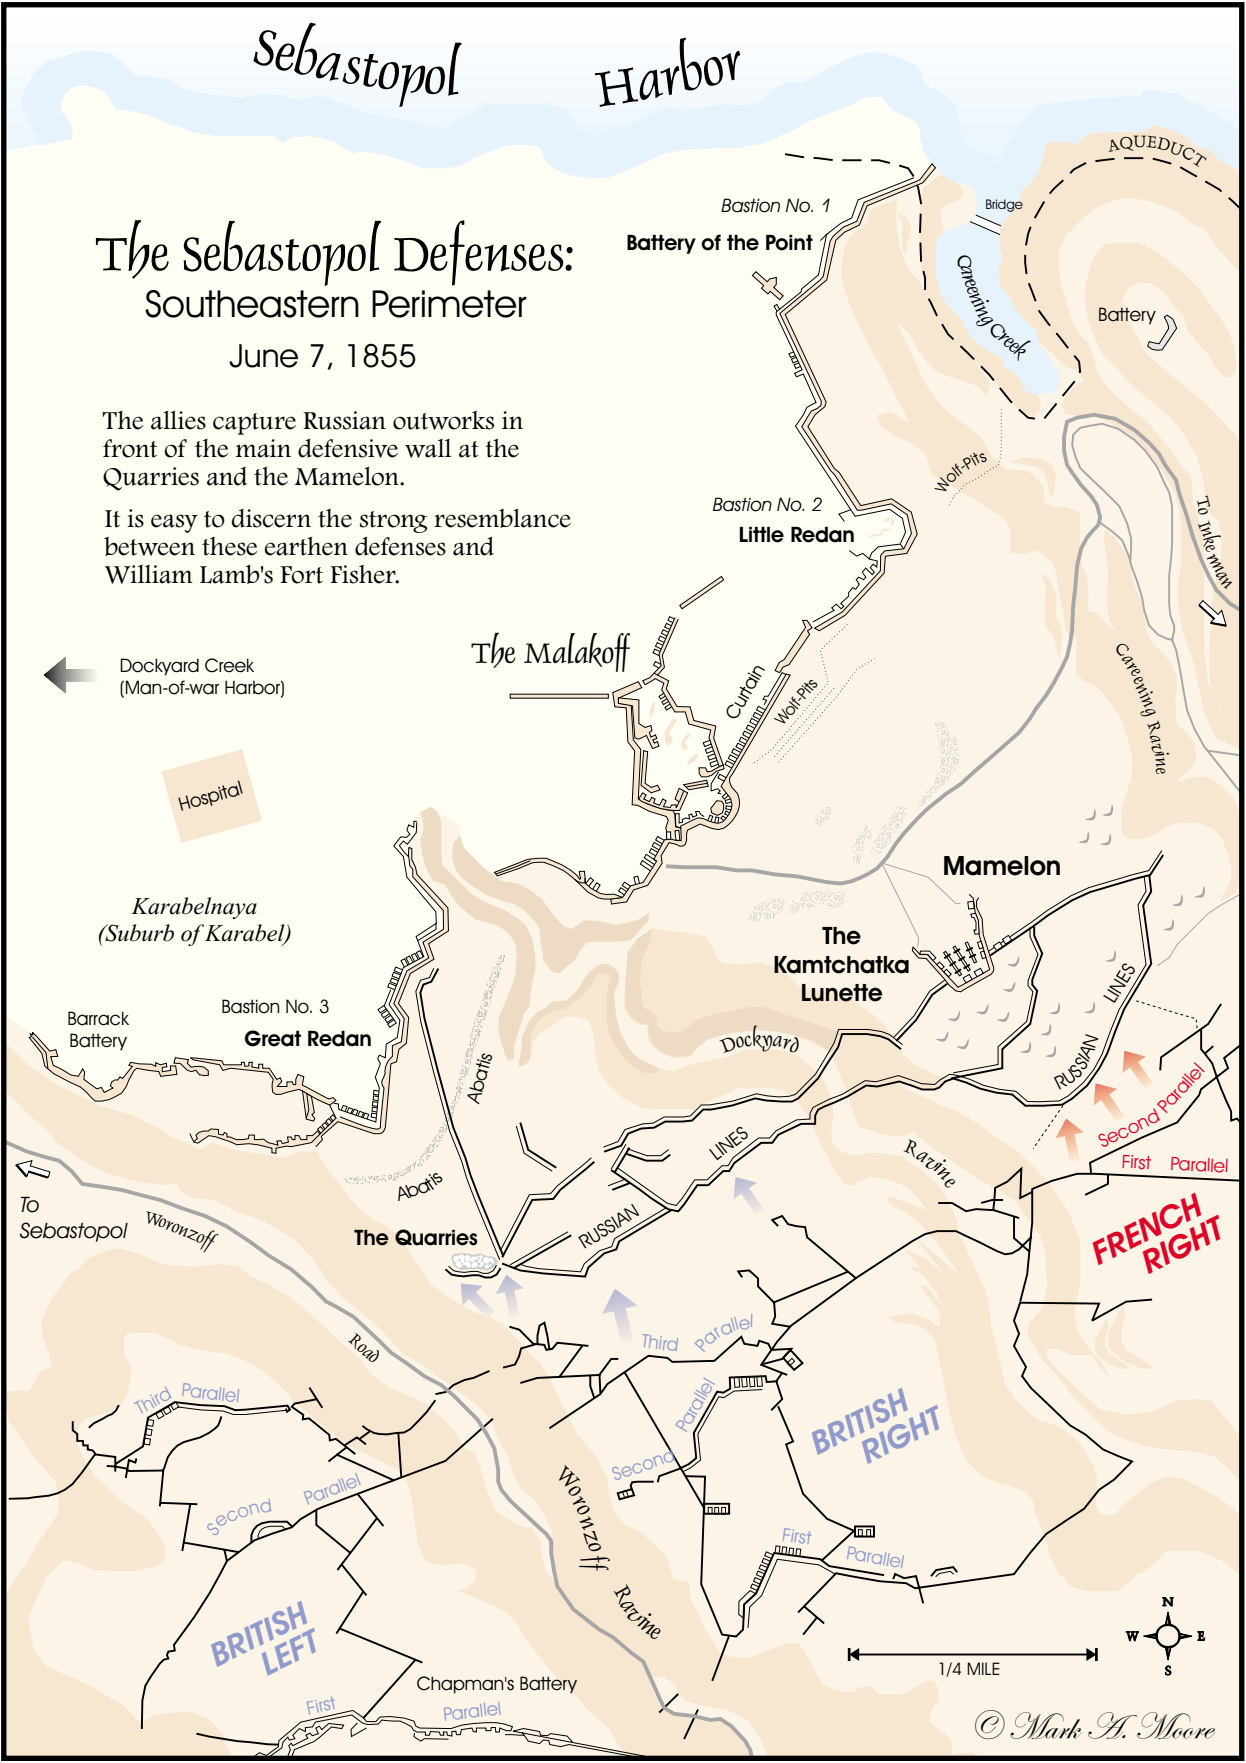 Sebastopol Harbor
AQUEDUCT
Bastion No. 1
Bridge
Battery of the Point
The Sebastopol Defenses:
Southeastern Perimeter
June 7, 1855
Careening Creek
Battery
The allies capture Russian outworks in
front of the main defensive wall at the
Quarries and the Mamelon.
Wolf-Pits
Bastion No. 2
Little Redan
It is easy to discern the strong resemblance
between these earthen defenses and
William Lamb's Fort Fisher.
To Inkerman
The Malakoff
Dockyard Creek
(Man-of-war Harbor)
Curtain
Wolf-Pits
Careening Ravine
Hospital
Mamelon
Karabelnaya
(Suburb of Karabel)
The
Kamtchatka
Lunette
RUSSIAN LINES
Bastion No. 3
Great Redan
Barrack
Battery
Dockyard
Ravine
Abatis
Abatis
Second Parallel
First Parallel
RUSSIAN LINES
To
Sebastopol
Woronzoff
Road
The Quarries
FRENCH
RIGHT
Third Parallel
Third Parallel
Second Parallel
BRITISH
RIGHT
Second Parallel
Woronzoff
Ravine
First Parallel
BRITISH
LEFT
Chapman's Battery
First Parallel
N
W E
S
1/4 MILE
© Mark A. Moore